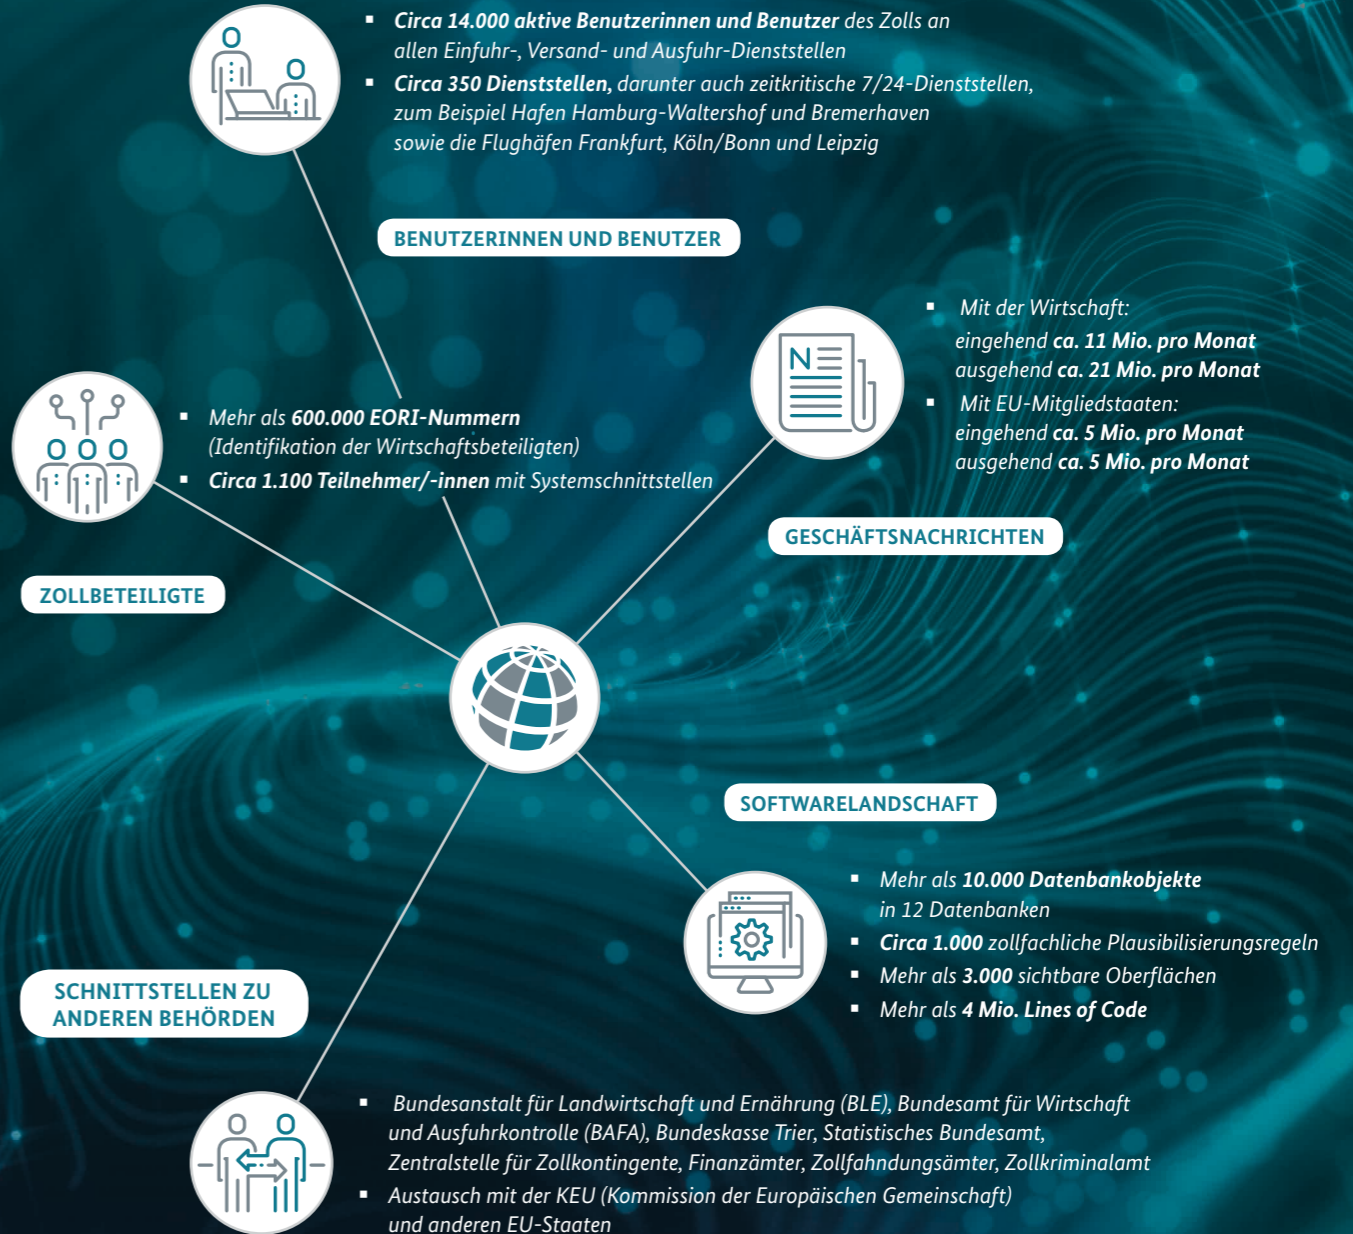 ▪ Circa 14.000 aktive Benutzerinnen und Benutzer des Zolls an
allen Einfuhr-, Versand- und Ausfuhr-Dienststellen
▪ Circa 350 Dienststellen, darunter auch zeitkritische 7/24-Dienststellen,
zum Beispiel Hafen Hamburg-Waltershof und Bremerhaven
sowie die Flughäfen Frankfurt, Köln/Bonn und Leipzig
BENUTZERINNEN UND BENUTZER
▪ Mit der Wirtschaft:
eingehend ca. 11 Mio. pro Monat
ausgehend ca. 21 Mio. pro Monat
▪ Mit EU-Mitgliedstaaten:
eingehend ca. 5 Mio. pro Monat
ausgehend ca. 5 Mio. pro Monat
N
GESCHÄFTSNACHRICHTEN
▪ Mehr als 600.000 EORI-Nummern
(Identifikation der Wirtschaftsbeteiligten)
▪ Circa 1.100 Teilnehmer/-innen mit Systemschnittstellen
ZOLLBETEILIGTE
SOFTWARELANDSCHAFT
▪ Mehr als 10.000 Datenbankobjekte
in 12 Datenbanken
▪ Circa 1.000 zollfachliche Plausibilisierungsregeln
▪ Mehr als 3.000 sichtbare Oberflächen
▪ Mehr als 4 Mio. Lines of Code
SCHNITTSTELLEN ZU
ANDEREN BEHÖRDEN
▪ Bundesanstalt für Landwirtschaft und Ernährung (BLE), Bundesamt für Wirtschaft
und Ausfuhrkontrolle (BAFA), Bundeskasse Trier, Statistisches Bundesamt,
Zentralstelle für Zollkontingente, Finanzämter, Zollfahndungsämter, Zollkriminalamt
▪ Austausch mit der KEU (Kommission der Europäischen Gemeinschaft)
und anderen EU-Staaten